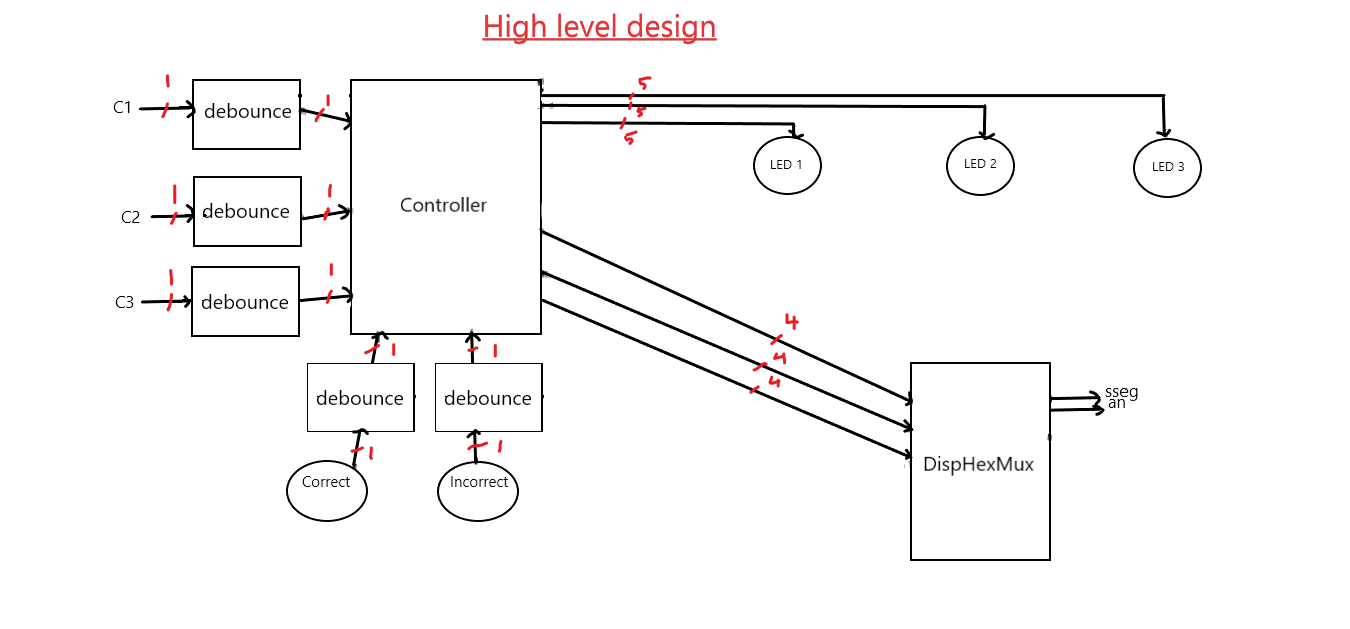 High level design
1
C1
debounce
1
5
5
5
LED 1
LED 2
LED 3
1
C2
debounce
1
Controller
1
C3
debounce
1
1
1
4
4
4
debounce
debounce
sseg
an
1
1
DispHexMux
Correct
Incorrect